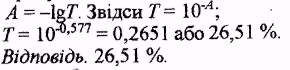 A = –lgT. Звідси T = 10⁻ᴬ;
T = 10⁻⁰,⁵⁷⁷ = 0,2651 або 26,51 %.
Відповідь. 26,51 %.